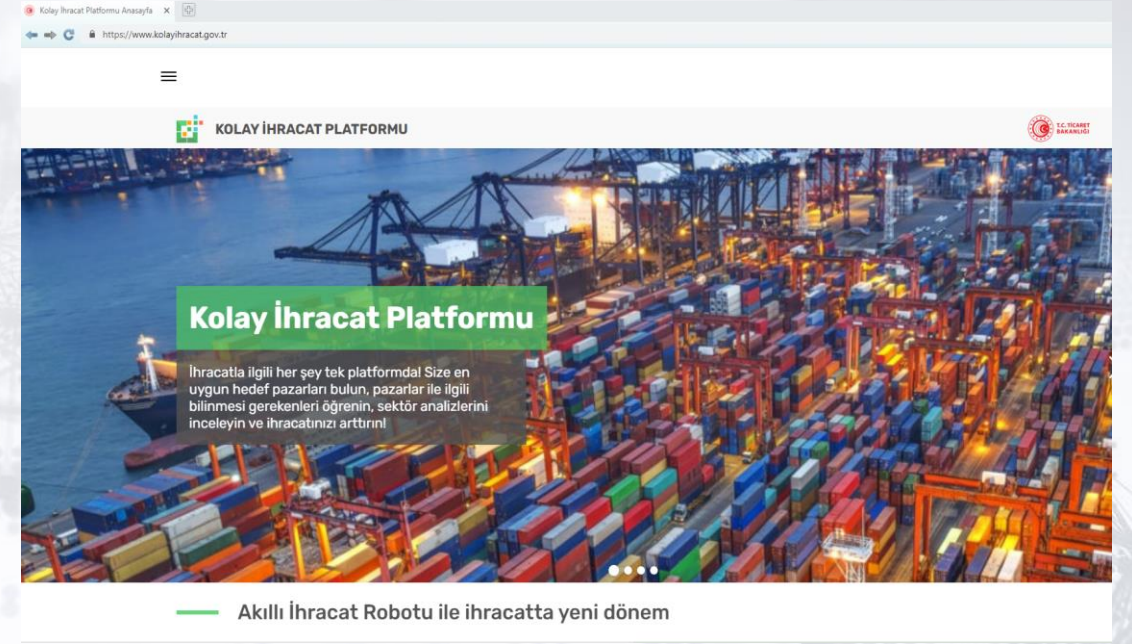 Kolay İhracat Platformu Anasayfa
https://www.kolayihracat.gov.tr
KOLAY İHRACAT PLATFORMU
T.C. TİCARET
BAKANLIĞI
Kolay İhracat Platformu
İhracatla ilgili her şey tek platformda! Size en
uygun hedef pazarları bulun, pazarlar ile ilgili
bilinmesi gerekenleri öğrenin, sektör analizlerini
inceleyin ve ihracatınızı arttırın!
Akıllı İhracat Robotu ile ihracatta yeni dönem